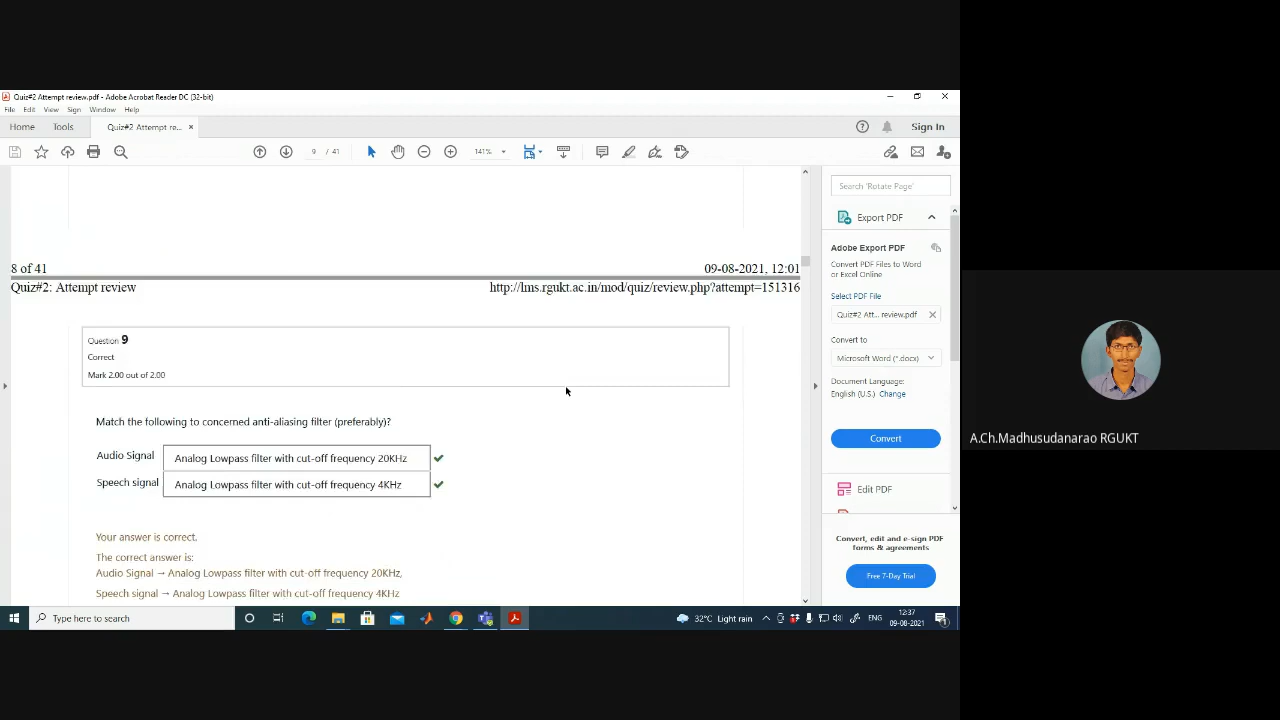 Quiz#2 Attempt review.pdf - Adobe Acrobat Reader DC (32-bit)
File Edit View Sign Window Help
Home Tools Quiz#2 Attempt re... × Sign In
9 / 41 141%
8 of 41 09-08-2021, 12:01
Quiz#2: Attempt review http://lms.rgukt.ac.in/mod/quiz/review.php?attempt=151316
Question 9
Correct
Mark 2.00 out of 2.00
Match the following to concerned anti-aliasing filter (preferably)?
Audio Signal Analog Lowpass filter with cut-off frequency 20KHz
Speech signal Analog Lowpass filter with cut-off frequency 4KHz
Your answer is correct.
The correct answer is:
Audio Signal → Analog Lowpass filter with cut-off frequency 20KHz,
Speech signal → Analog Lowpass filter with cut-off frequency 4KHz
Search 'Rotate Page'
Export PDF
Adobe Export PDF
Convert PDF Files to Word
or Excel Online
Select PDF File
Quiz#2 Att... review.pdf
Convert to
Microsoft Word (*.docx)
Document Language:
English (U.S.) Change
Convert
Edit PDF
Convert, edit and e-sign PDF
forms & agreements
Free 7-Day Trial
Type here to search
32°C Light rain
ENG
12:37
09-08-2021
A.Ch.Madhusudanarao RGUKT